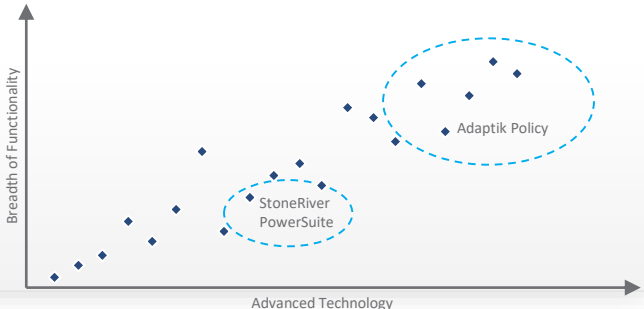 Breadth of Functionality
Adaptik Policy
StoneRiver
PowerSuite
Advanced Technology